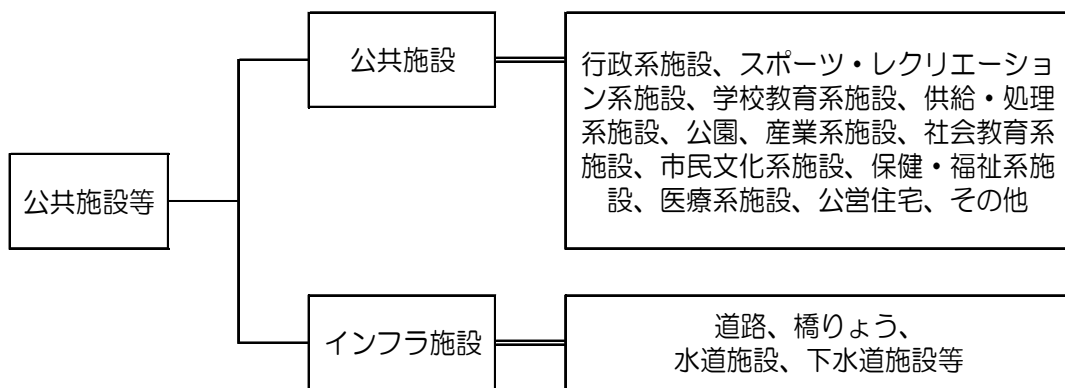 公共施設等
公共施設
行政系施設、スポーツ・レクリエーショ
ン系施設、学校教育系施設、供給・処理
系施設、公園、産業系施設、社会教育系
施設、市民文化系施設、保健・福祉系施
設、医療系施設、公営住宅、その他
インフラ施設
道路、橋りょう、
水道施設、下水道施設等